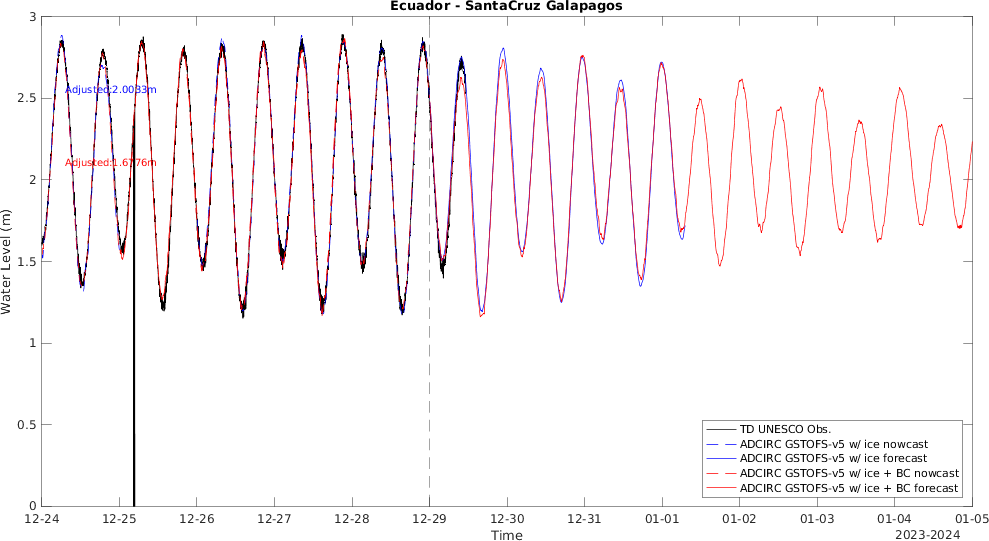 Ecuador - SantaCruz Galapagos
3
2.5
2
1.5
1
0.5
0
Water Level (m)
Adjusted:2.0033m
Adjusted:1.6776m
TD UNESCO Obs.
ADCIRC GSTOFS-v5 w/ ice nowcast
ADCIRC GSTOFS-v5 w/ ice forecast
ADCIRC GSTOFS-v5 w/ ice + BC nowcast
ADCIRC GSTOFS-v5 w/ ice + BC forecast
12-24 12-25 12-26 12-27 12-28 12-29 12-30 12-31 01-01 01-02 01-03 01-04 01-05
Time
2023-2024